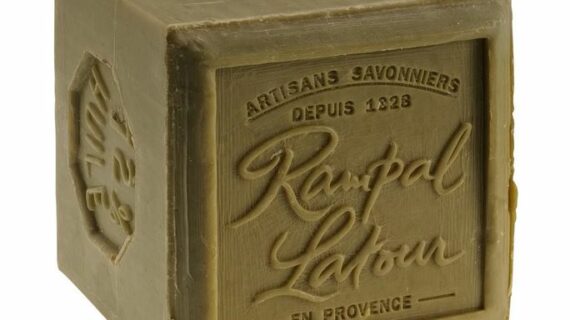 ARTISANS SAVONNIERS
DEPUIS 1828
Rampal
Latour
EN PROVENCE
HUILE
72%